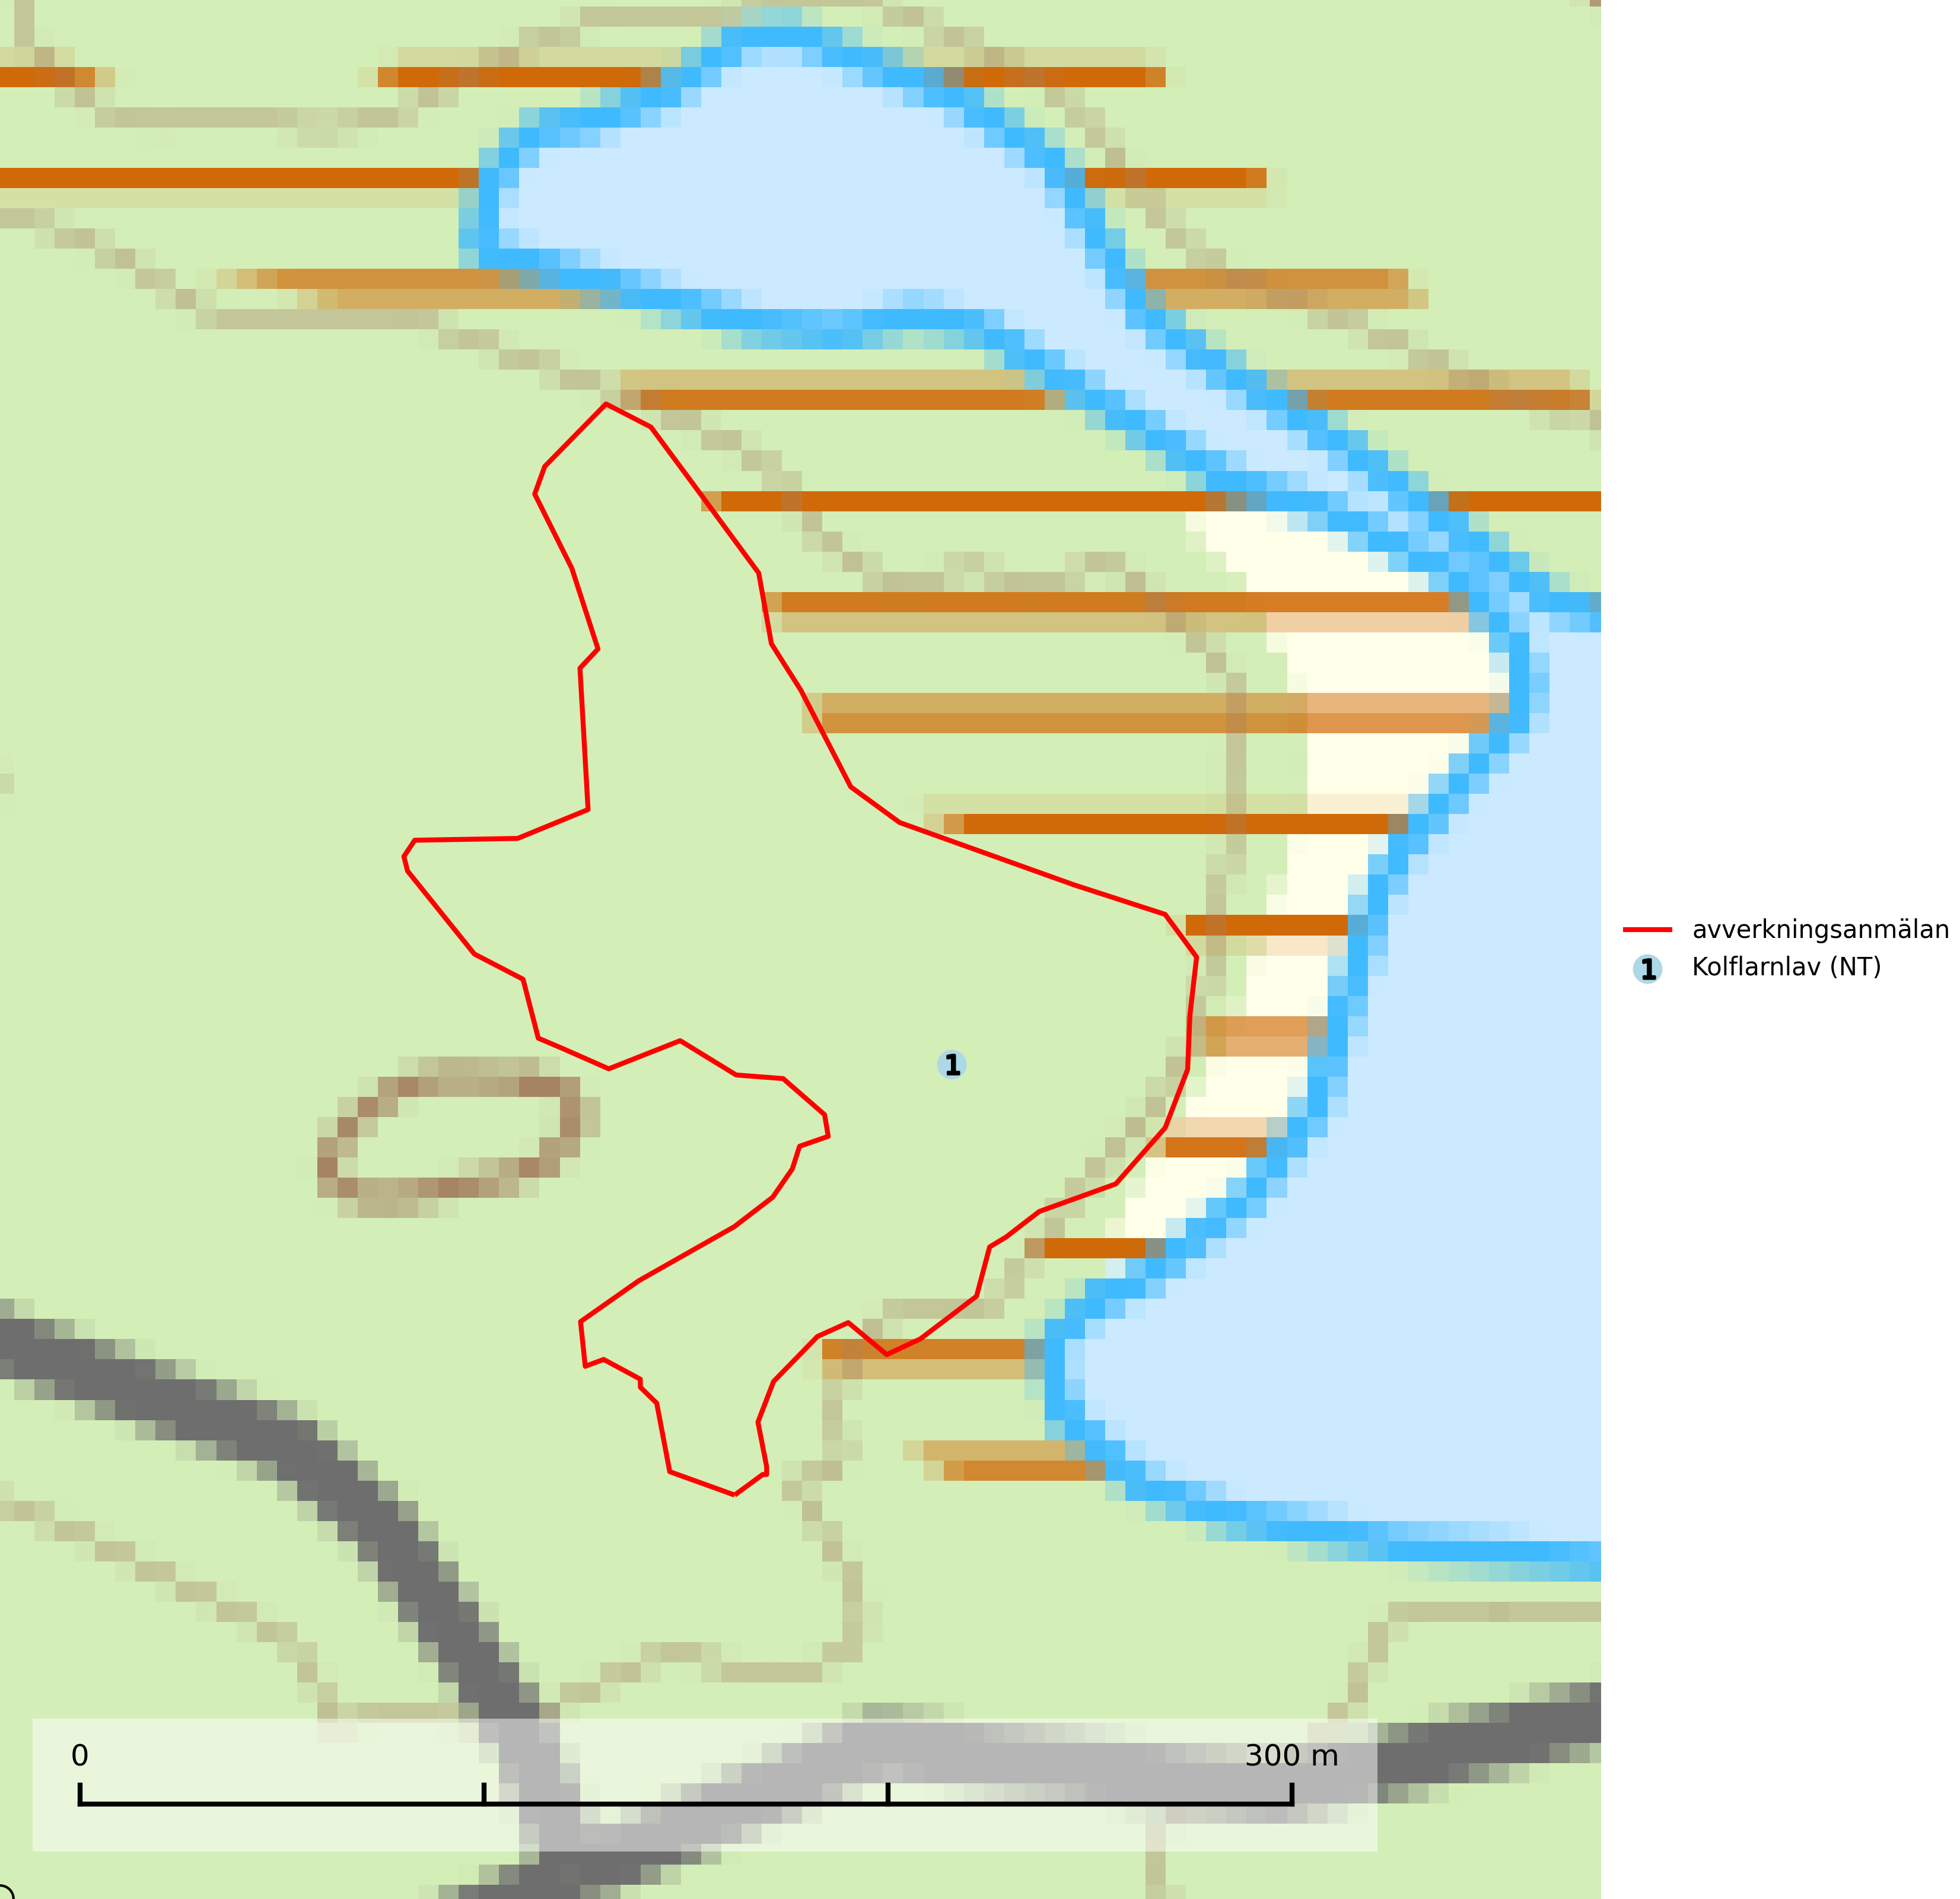 1
avverkningsanmälan
1 Kolflarnlav (NT)
0 300 m